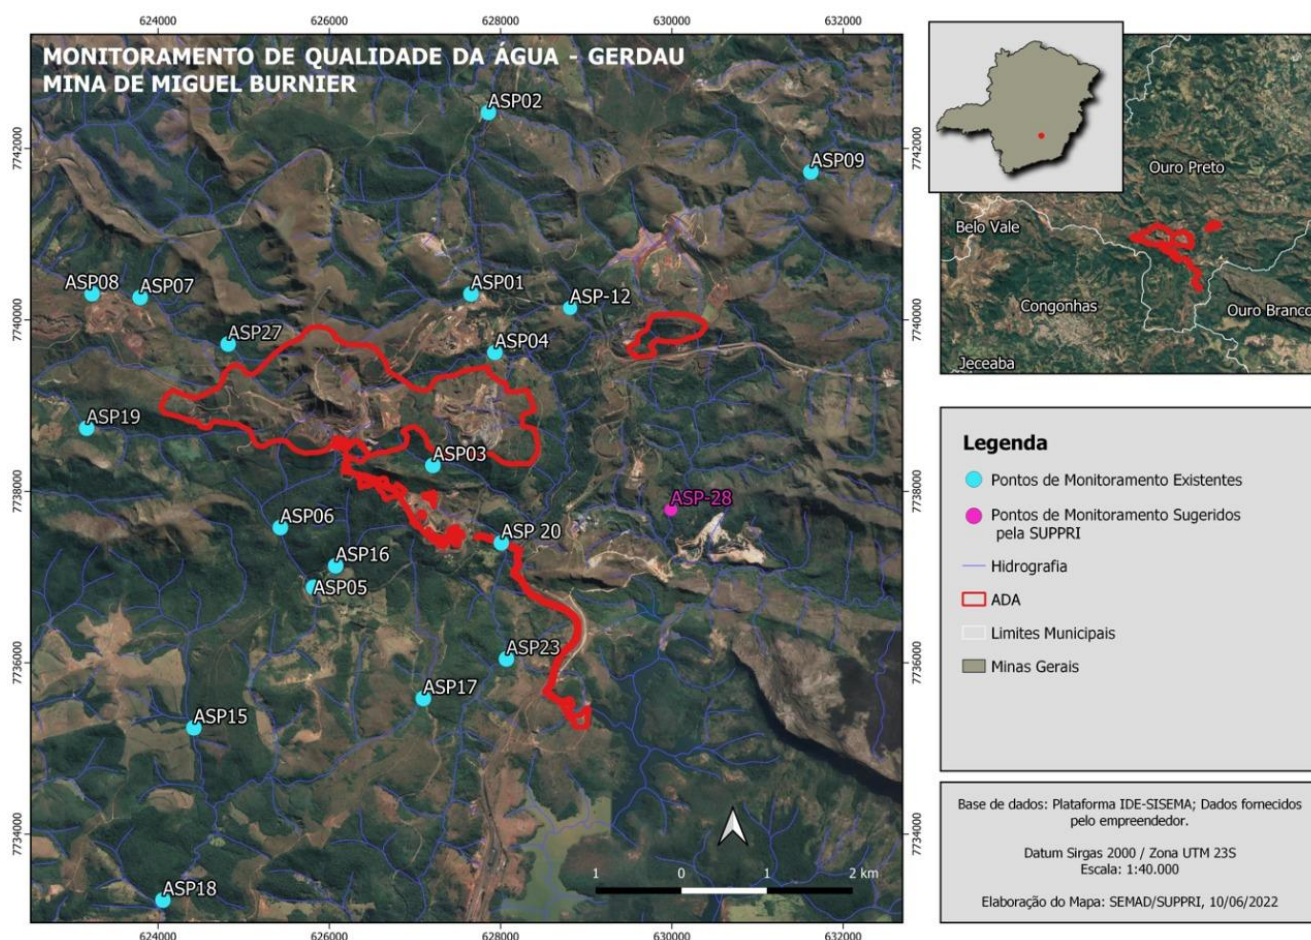 624000
626000
628000
630000
632000
MONITORAMENTO DE QUALIDADE DA ÁGUA - GERDAU
MINA DE MIGUEL BURNIER
ASP02
7742000
7742000
ASP09
ASP08
ASP07
ASP01
ASP-12
7740000
7740000
ASP27
ASP04
ASP19
ASP03
7738000
7738000
ASP-28
ASP06
ASP 20
ASP16
ASP05
7736000
7736000
ASP23
ASP17
ASP15
7734000
7734000
1 0 1 2 km
ASP18
624000
626000
628000
630000
632000
Ouro Preto
Belo Vale
Congonhas
Ouro Branco
Jeceaba
Legenda
Pontos de Monitoramento Existentes
Pontos de Monitoramento Sugeridos
pela SUPPRI
Hidrografia
ADA
Limites Municipais
Minas Gerais
Base de dados: Plataforma IDE-SISEMA; Dados fornecidos
pelo empreendedor.
Datum Sirgas 2000 / Zona UTM 23S
Escala: 1:40.000
Elaboração do Mapa: SEMAD/SUPPRI, 10/06/2022